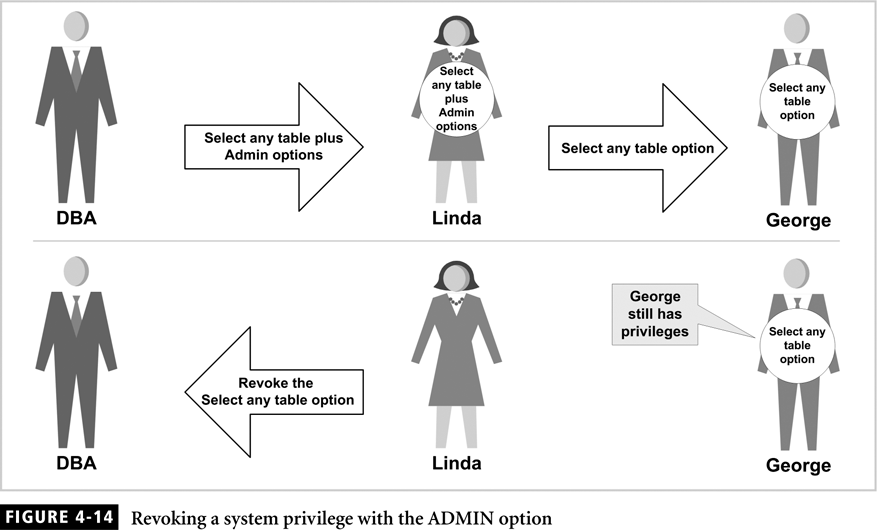 Select
any table
plus
Admin
options
Select any table plus
Admin options
Select any table option
Select any
table
option
DBA
Linda
George
George
still has
privileges
Select any
table
option
Revoke the
Select any table option
DBA
Linda
George
FIGURE 4-14 Revoking a system privilege with the ADMIN option